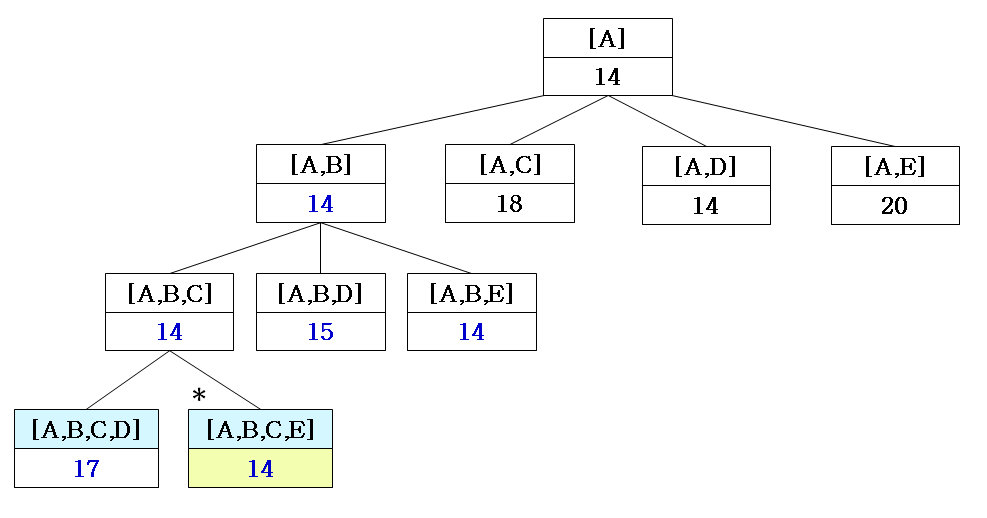 [A]
14
[A,B]
14
[A,C]
18
[A,D]
14
[A,E]
20
[A,B,C]
14
[A,B,D]
15
[A,B,E]
14
[A,B,C,D]
17
*
[A,B,C,E]
14